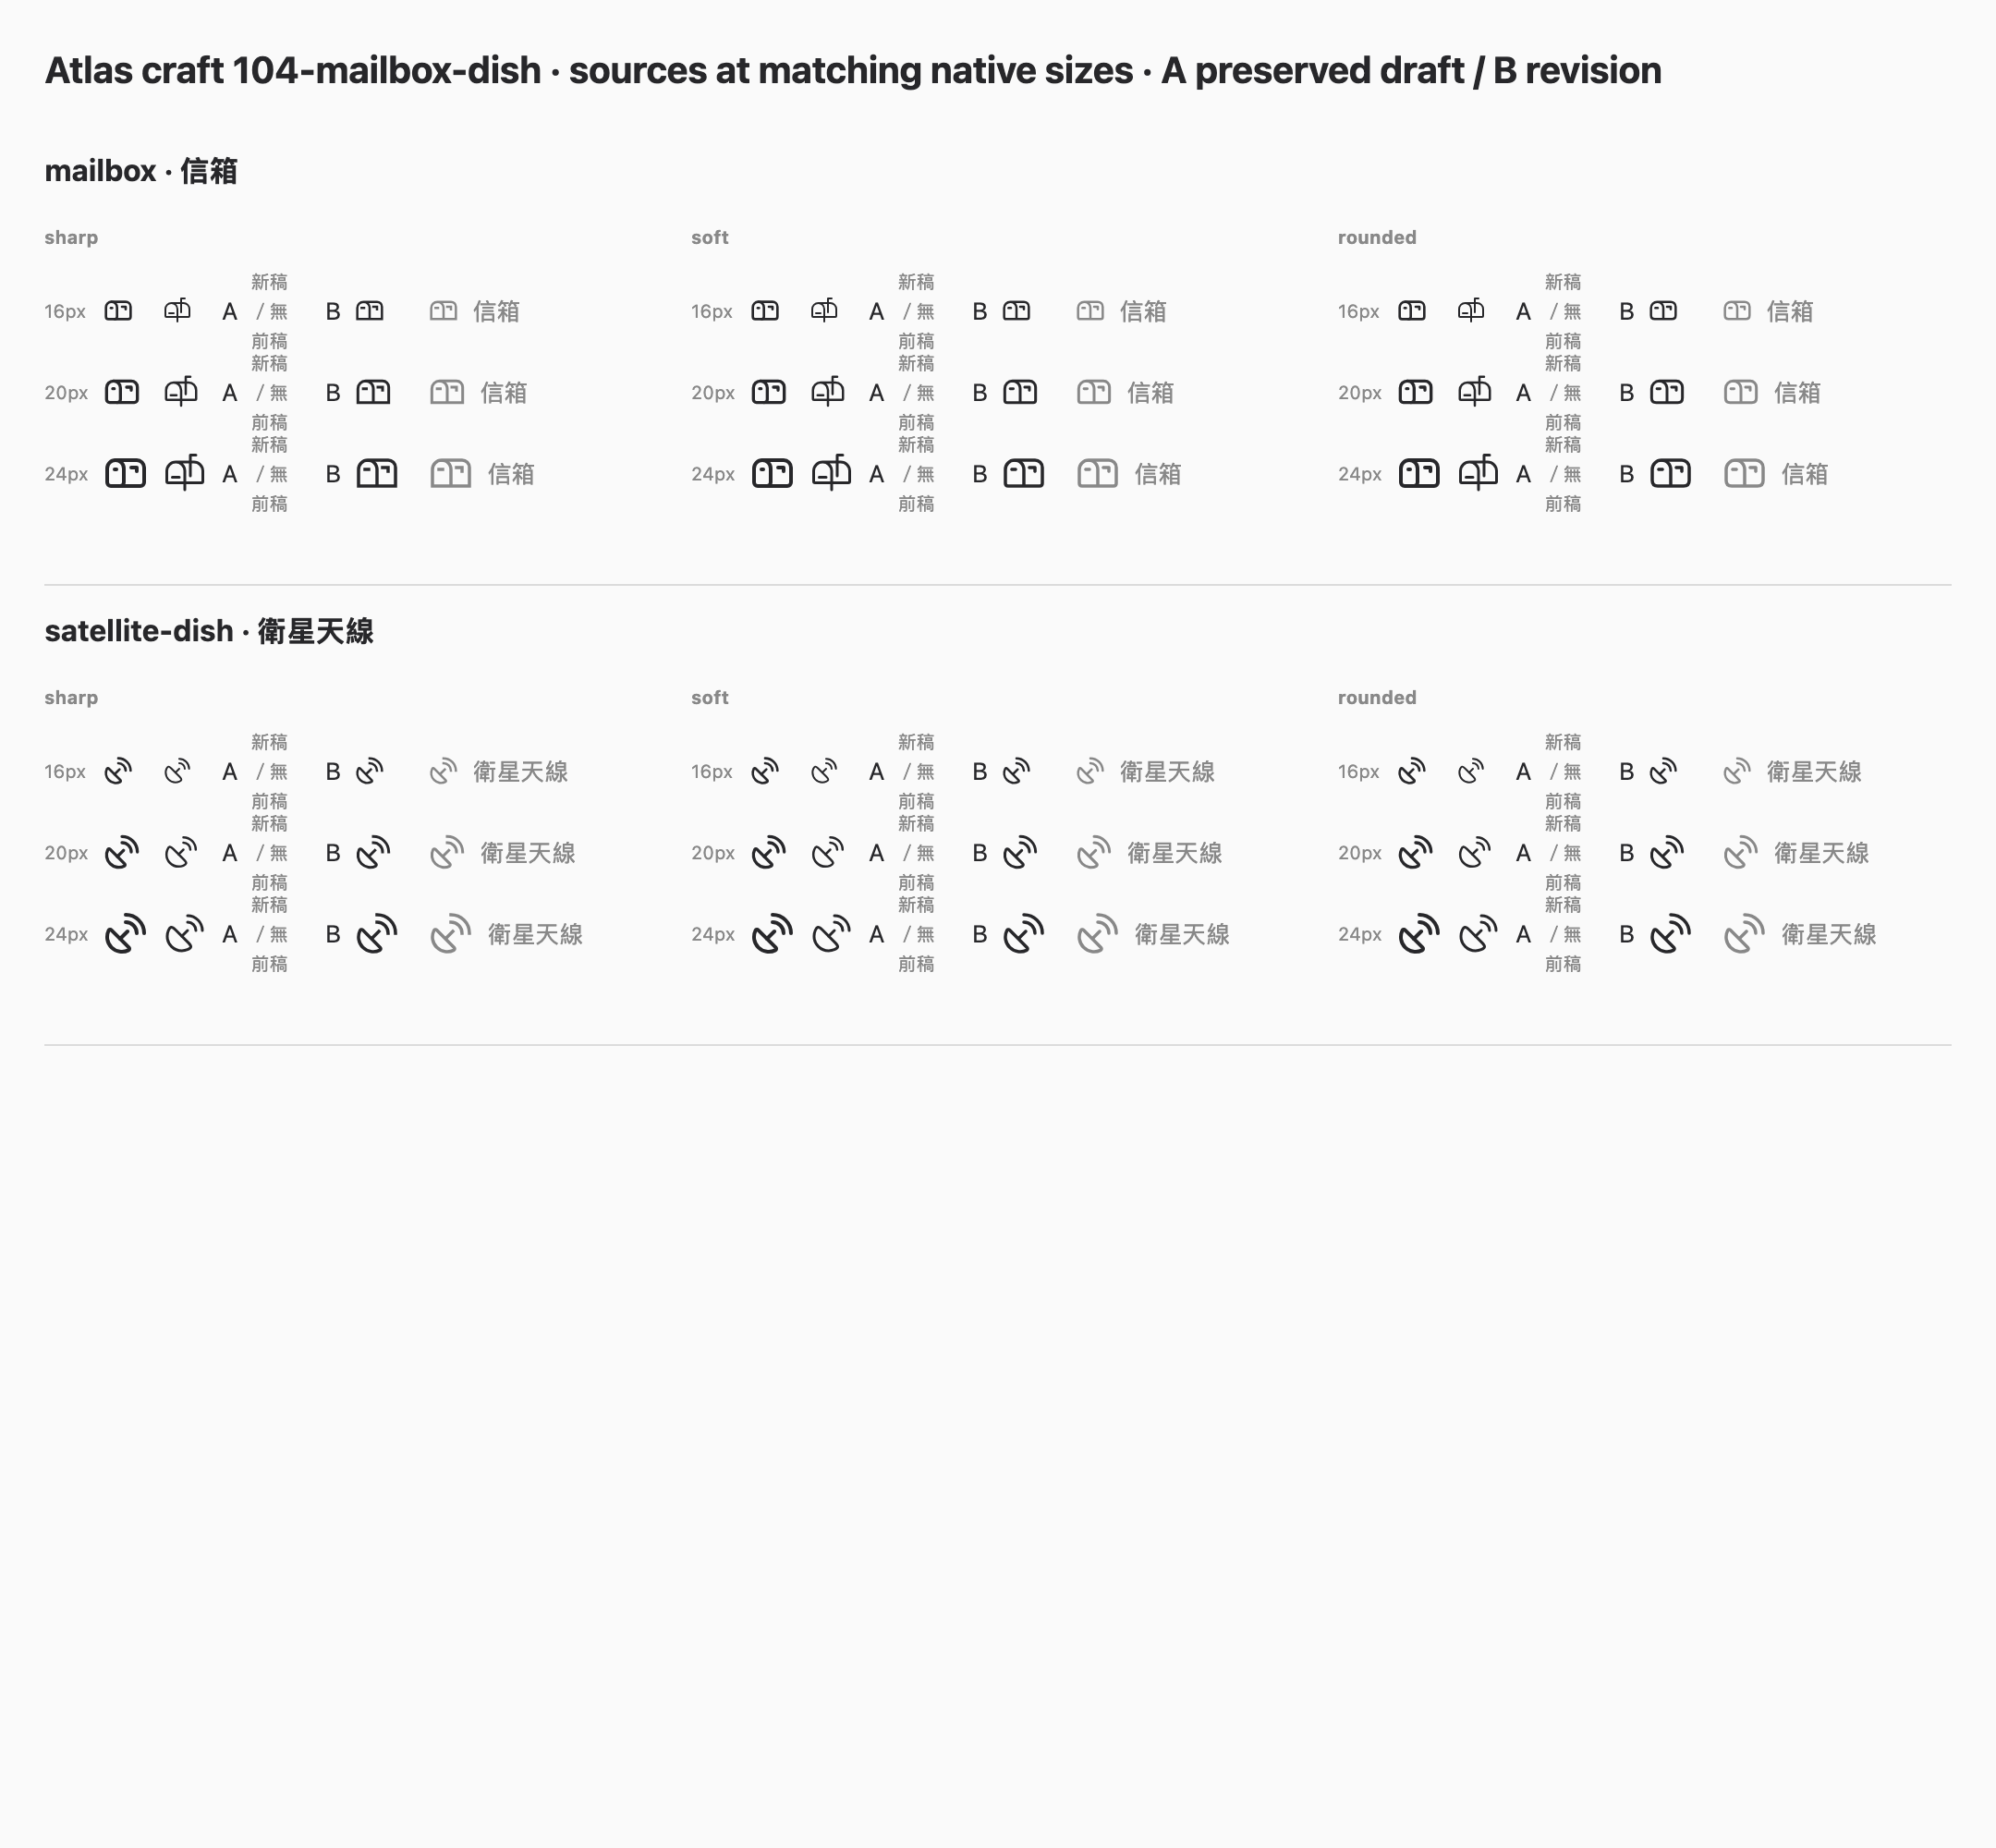 Atlas craft 104-mailbox-dish · sources at matching native sizes · A preserved draft / B revision
mailbox · 信箱
sharp
16px A 新稿 / 無前稿 B 信箱
20px A 新稿 / 無前稿 B 信箱
24px A 新稿 / 無前稿 B 信箱
soft
16px A 新稿 / 無前稿 B 信箱
20px A 新稿 / 無前稿 B 信箱
24px A 新稿 / 無前稿 B 信箱
rounded
16px A 新稿 / 無前稿 B 信箱
20px A 新稿 / 無前稿 B 信箱
24px A 新稿 / 無前稿 B 信箱
satellite-dish · 衛星天線
sharp
16px A 新稿 / 無前稿 B 衛星天線
20px A 新稿 / 無前稿 B 衛星天線
24px A 新稿 / 無前稿 B 衛星天線
soft
16px A 新稿 / 無前稿 B 衛星天線
20px A 新稿 / 無前稿 B 衛星天線
24px A 新稿 / 無前稿 B 衛星天線
rounded
16px A 新稿 / 無前稿 B 衛星天線
20px A 新稿 / 無前稿 B 衛星天線
24px A 新稿 / 無前稿 B 衛星天線